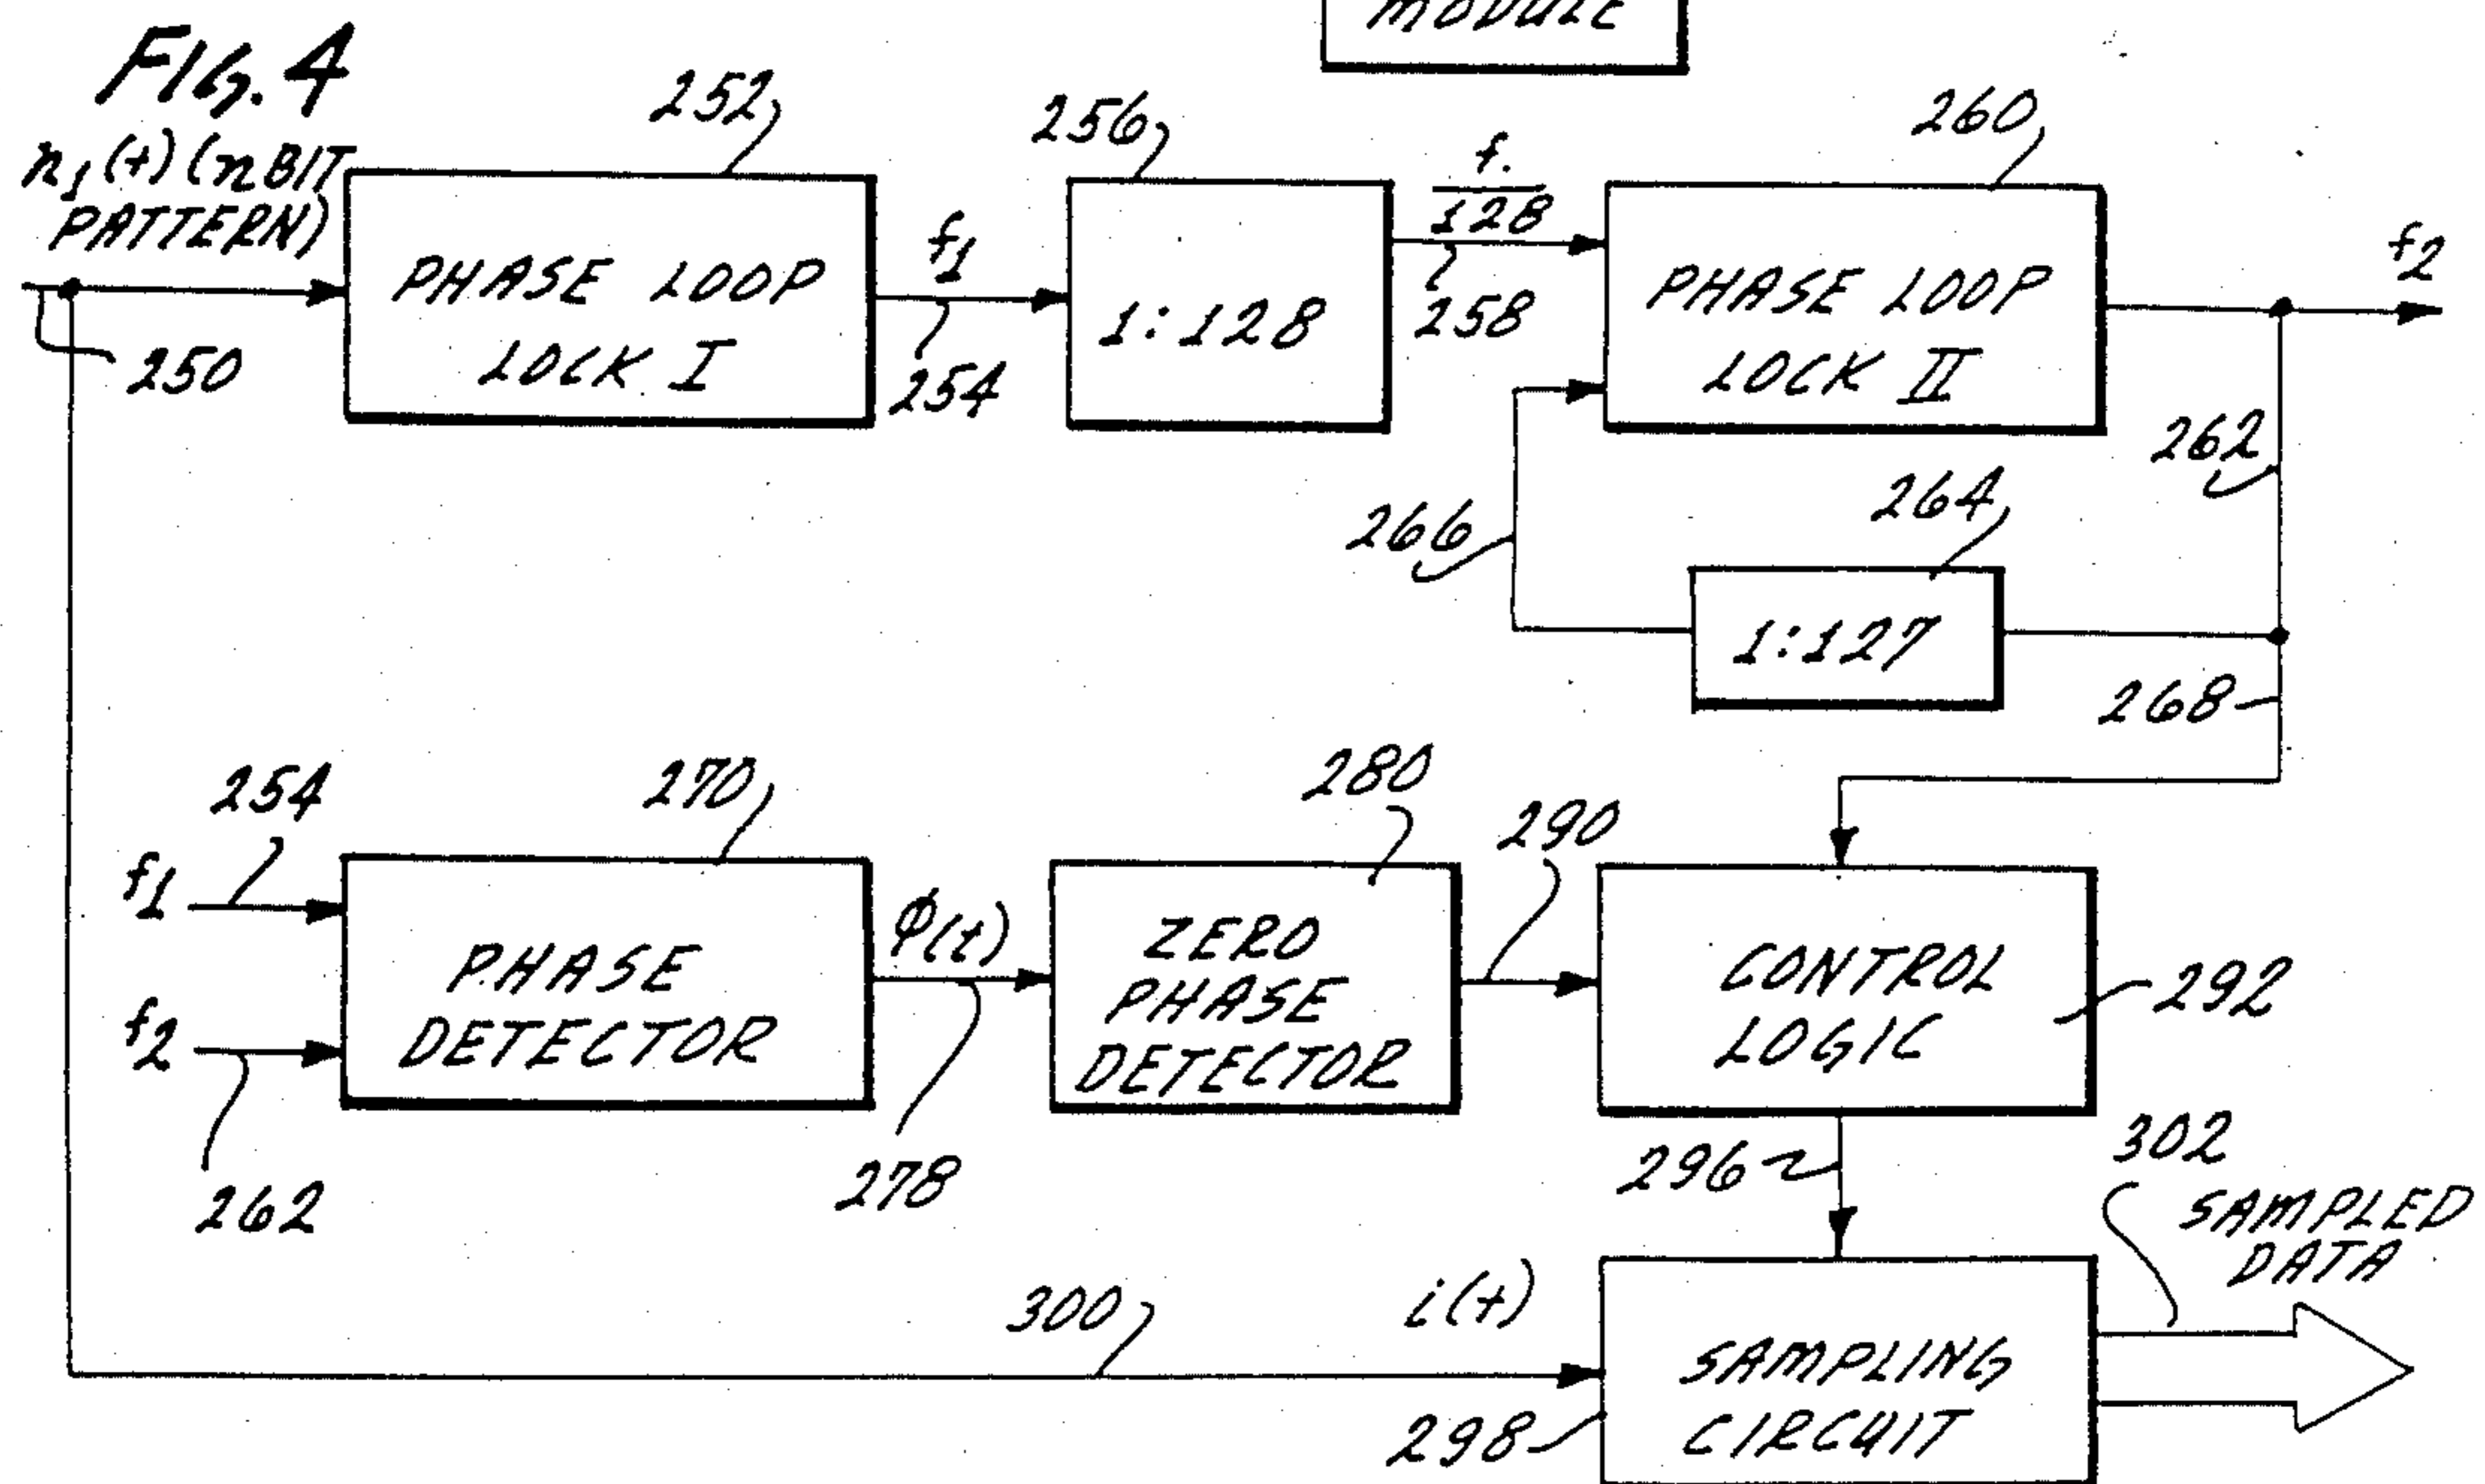 MODULE
FIG. 4
n1(t) (n BIT
PATTERN)
250
252
PHASE LOOP
LOCK I
f1
254
256
1:128
f.
128
258
260
PHASE LOOP
LOCK II
f2
262
264
266
1:127
268
254
f1
f2
262
270
PHASE
DETECTOR
φ(t)
278
280
ZERO
PHASE
DETECTOR
290
CONTROL
LOGIC
292
296
302
SAMPLED
DATA
300
i(t)
298
SAMPLING
CIRCUIT